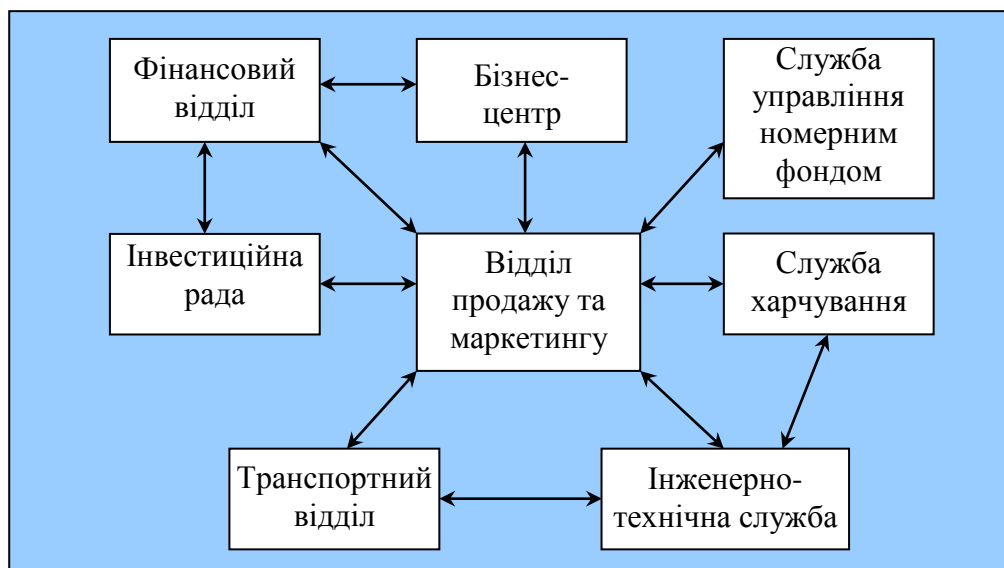 Фінансовий
відділ
Бізнес-
центр
Служба
управління
номерним
фондом
Інвестиційна
рада
Відділ
продажу та
маркетингу
Служба
харчування
Транспортний
відділ
Інженерно-
технічна служба